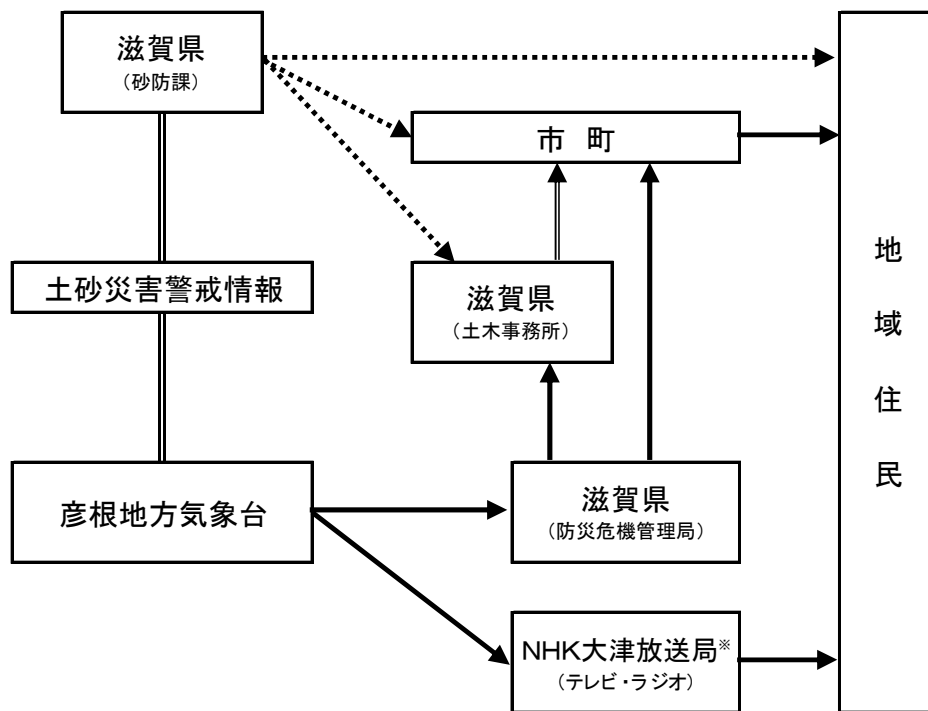 滋賀県
（砂防課）
市 町
地域住民
土砂災害警戒情報
滋賀県
（土木事務所）
彦根地方気象台
滋賀県
（防災危機管理局）
NHK大津放送局※
（テレビ・ラジオ）